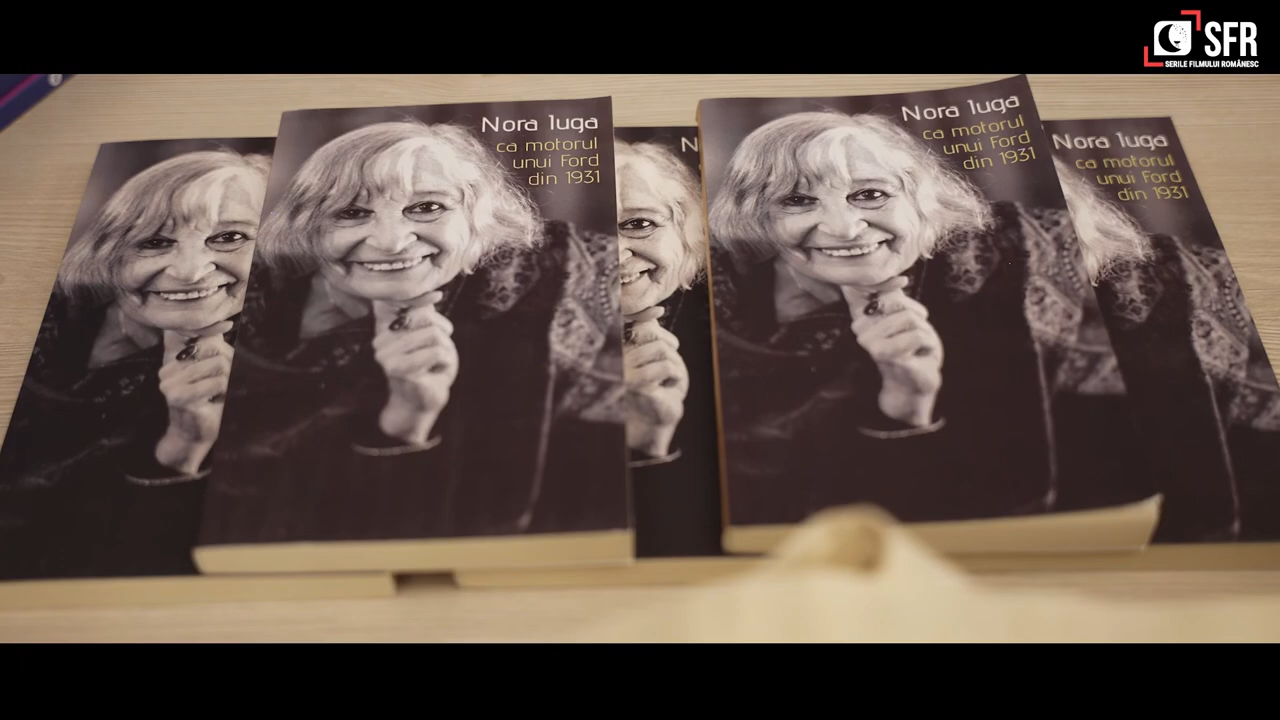 SFR
SERILE FILMULUI ROMÂNESC
Nora Iuga
ca motorul
unui Ford
din 1931
N
Nora Iuga
ca motorul
unui Ford
din 1931
Nora Iuga
ca motorul
unui Ford
din 1931